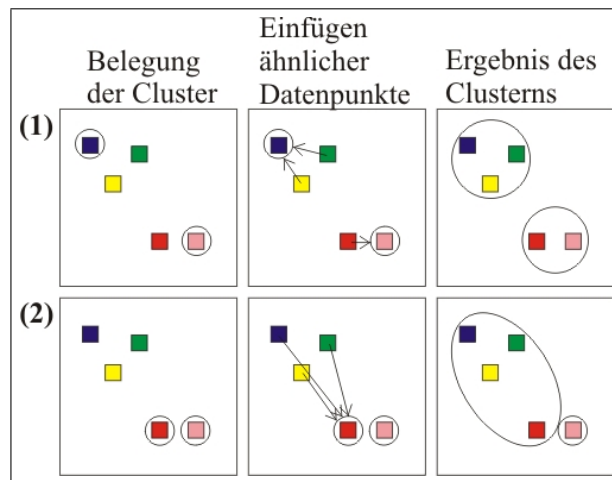 Belegung
der Cluster
Einfügen
ähnlicher
Datenpunkte
Ergebnis des
Clusterns
(1)
(2)